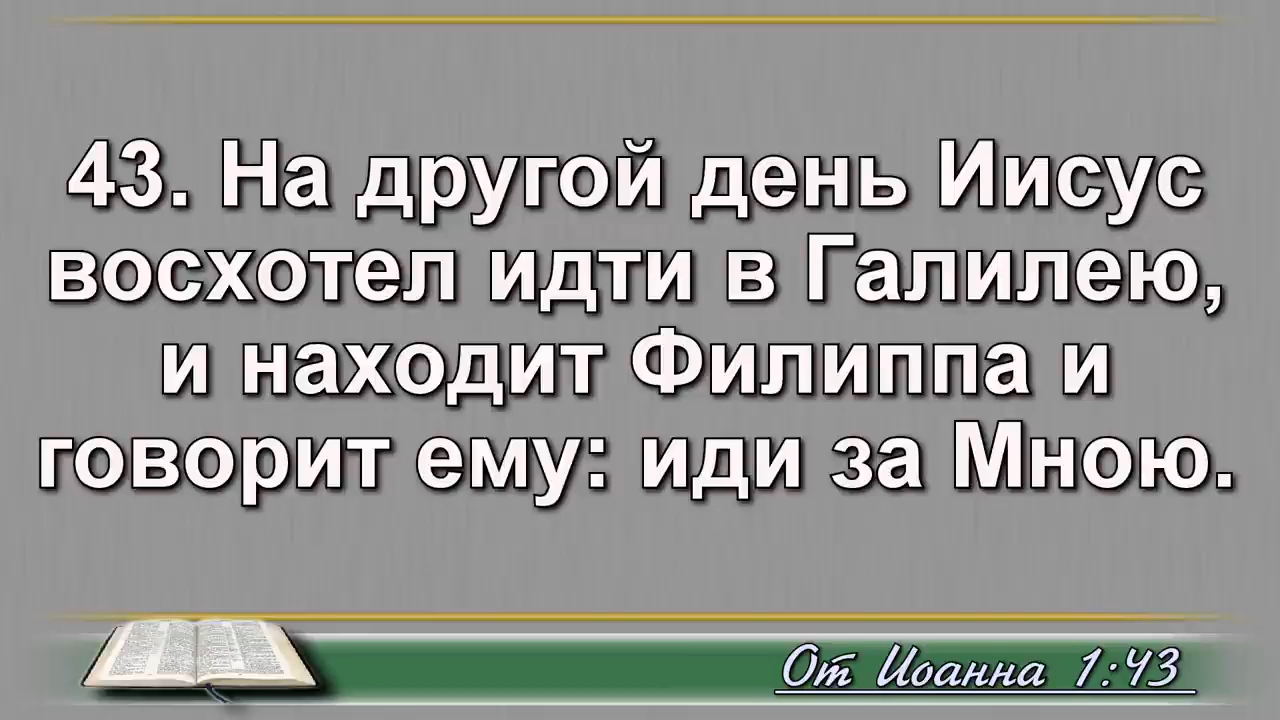 43. На другой день Иисус
восхотел идти в Галилею,
и находит Филиппа и
говорит ему: иди за Мною.
От Иоанна 1:43